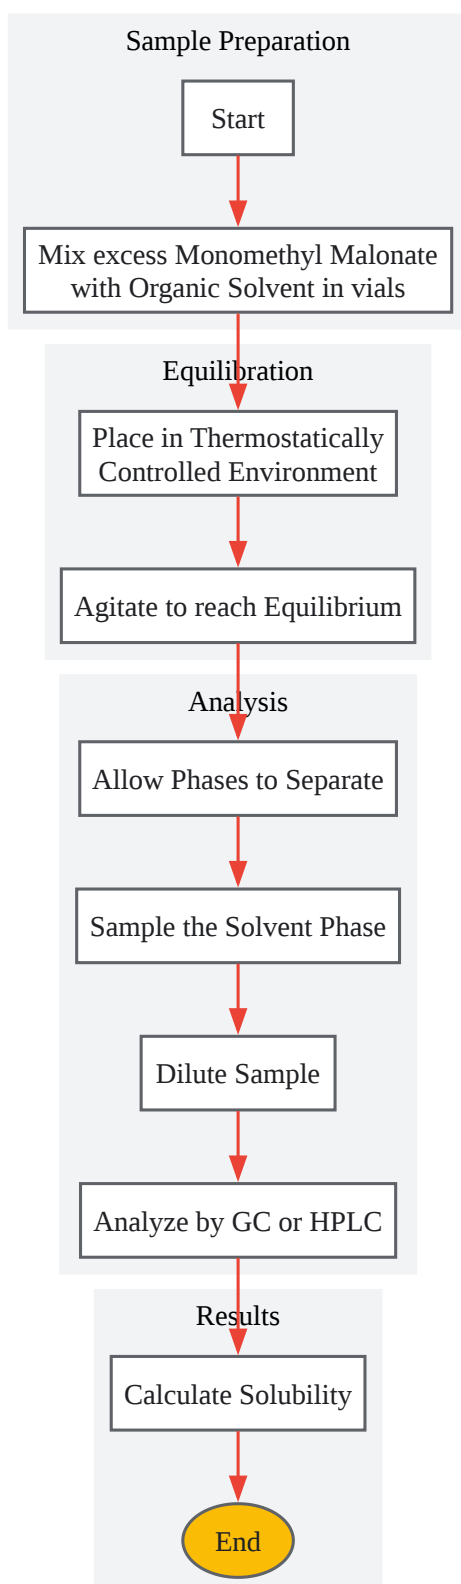 Sample Preparation
Start
Mix excess Monomethyl Malonate
with Organic Solvent in vials
Equilibration
Place in Thermostatically
Controlled Environment
Agitate to reach Equilibrium
Analysis
Allow Phases to Separate
Sample the Solvent Phase
Dilute Sample
Analyze by GC or HPLC
Results
Calculate Solubility
End